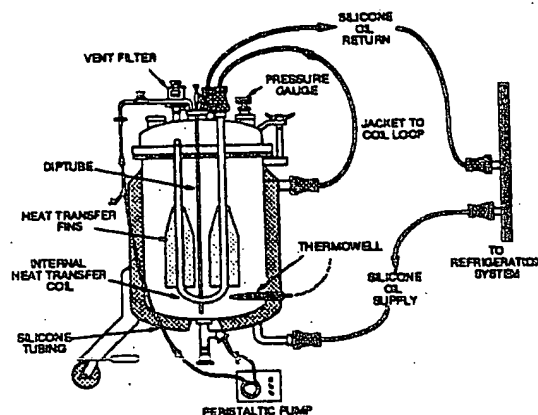 SILICONE
OIL
RETURN
VENT FILTER
PRESSURE
GAUGE
JACKET TO
COIL LOOP
DIPTUBE
HEAT TRANSFER
FINS
INTERNAL
HEAT TRANSFER
COIL
THERMOWELL
TO
REFRIGERATION
SYSTEM
SILICONE
OIL
SUPPLY
SILICONE
TUBING
PERISTALTIC PUMP